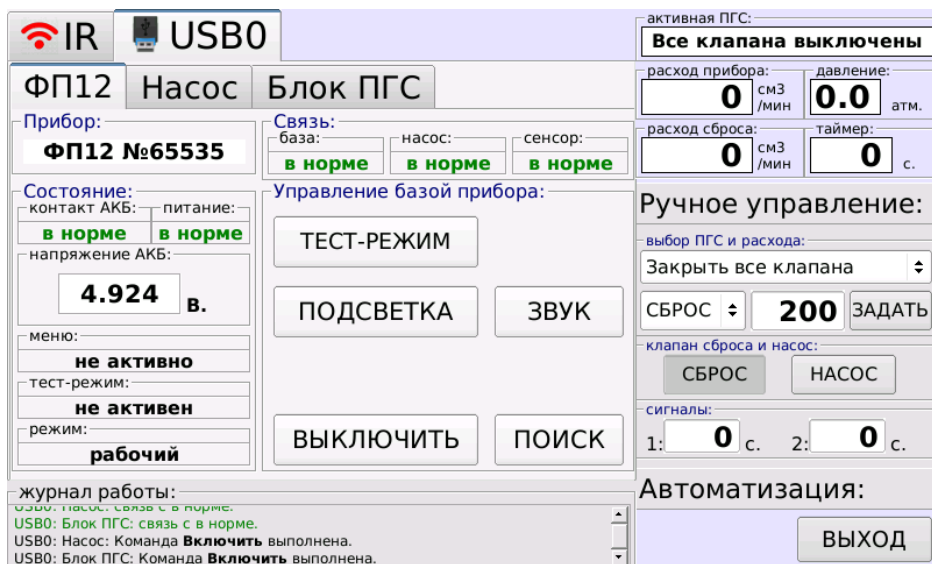 IR
USB0
ФП12
Насос
Блок ПГС
Прибор:
ФП12 №65535
Связь:
база:
насос:
сенсор:
в норме
в норме
в норме
Состояние:
контакт АКБ:
питание:
в норме
в норме
напряжение АКБ:
4.924
В.
меню:
не активно
тест-режим:
не активен
режим:
рабочий
Управление базой прибора:
ТЕСТ-РЕЖИМ
ПОДСВЕТКА
ЗВУК
ВЫКЛЮЧИТЬ
ПОИСК
журнал работы:
USB0: Насос: связь с в норме.
USB0: Блок ПГС: связь с в норме.
USB0: Насос: Команда Включить выполнена.
USB0: Блок ПГС: Команда Включить выполнена.
активная ПГС:
Все клапана выключены
расход прибора:
0
см3
/мин
давление:
0.0
атм.
расход сброса:
0
см3
/мин
таймер:
0
с.
Ручное управление:
выбор ПГС и расхода:
Закрыть все клапана
СБРОС
200
ЗАДАТЬ
клапан сброса и насос:
СБРОС
НАСОС
сигналы:
1:
0
с.
2:
0
с.
Автоматизация:
ВЫХОД